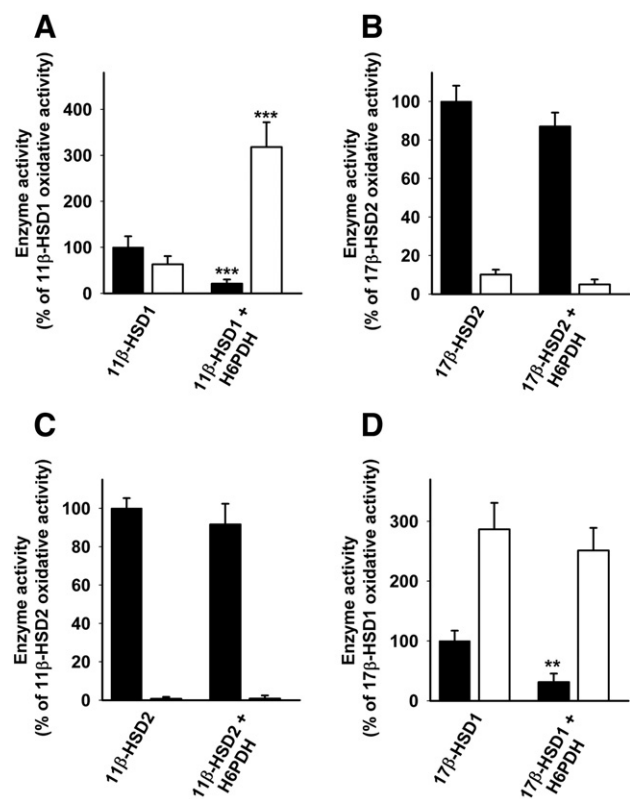 A
Enzyme activity
(% of 11β-HSD1 oxidative activity)
400
300
200
100
0
***
***
11β-HSD1
11β-HSD1 +
H6PDH
B
Enzyme activity
(% of 17β-HSD2 oxidative activity)
100
80
60
40
20
0
17β-HSD2
17β-HSD2 +
H6PDH
C
Enzyme activity
(% of 11β-HSD2 oxidative activity)
100
80
60
40
20
0
11β-HSD2
11β-HSD2 +
H6PDH
D
Enzyme activity
(% of 17β-HSD1 oxidative activity)
300
200
100
0
**
17β-HSD1
17β-HSD1 +
H6PDH